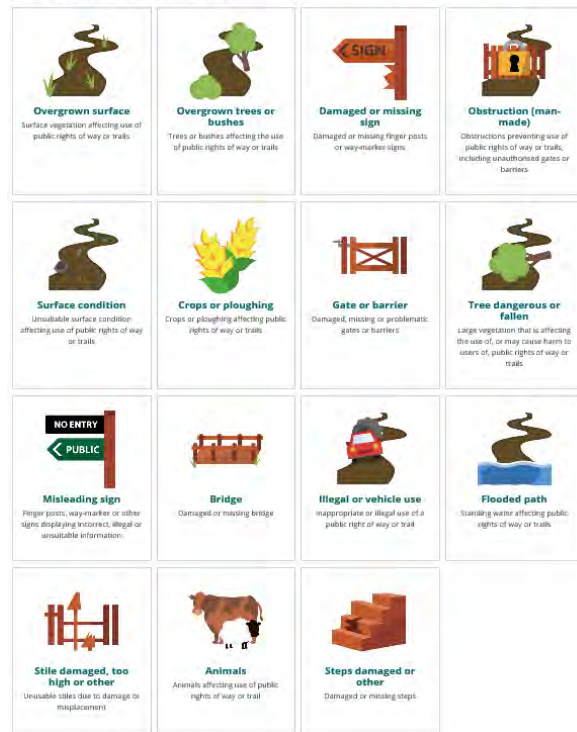 Overgrown surface
Surface vegetation affecting use of
public rights of way or trails
Overgrown trees or
bushes
Trees or bushes affecting the use
of public rights of way or trails
SIGN
Damaged or missing
sign
Damaged or missing finger posts
or way-marker signs
Obstruction (man-
made)
Obstructions preventing use of
public rights of way or trails,
including unauthorised gates or
barriers
Surface condition
Unsuitable surface condition
affecting use of public rights of way
or trails
Crops or ploughing
Crops or ploughing affecting public
rights of way or trails
Gate or barrier
Damaged, missing or problematic
gates or barriers
Tree dangerous or
fallen
Large vegetation that is affecting
the use of, or may cause harm to
users of, public rights of way or
trails
NO ENTRY
PUBLIC
Misleading sign
Finger posts, way-marker or other
signs displaying incorrect, illegal or
unsuitable information.
Bridge
Damaged or missing bridge
Illegal or vehicle use
Inappropriate or illegal use of a
public right of way or trail
Flooded path
Standing water affecting public
rights of way or trails
Stile damaged, too
high or other
Unusable stiles due to damage or
misplacement
Animals
Animals affecting use of public
rights of way or trail
Steps damaged or
other
Damaged or missing steps